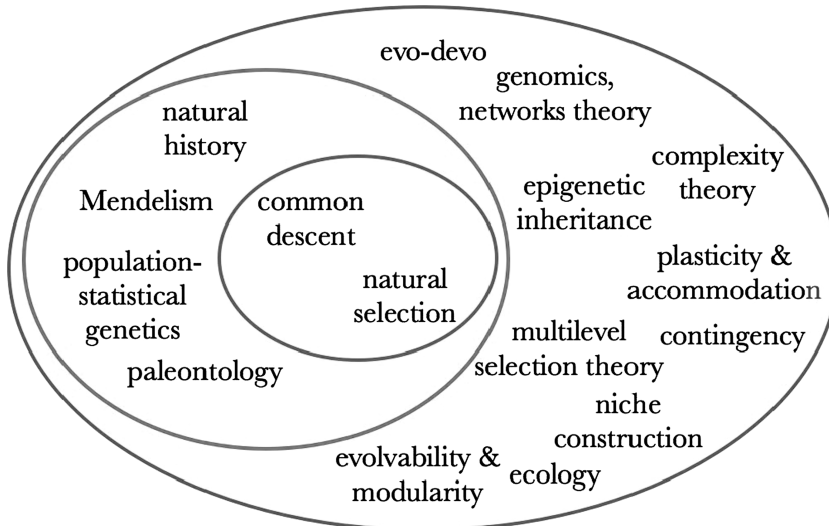 evo-devo
genomics,
networks theory
natural
history
complexity
theory
epigenetic
inheritance
Mendelism
common
descent
plasticity &
accommodation
population-
statistical
genetics
natural
selection
multilevel
selection theory
contingency
paleontology
niche
construction
evolvability &
modularity
ecology